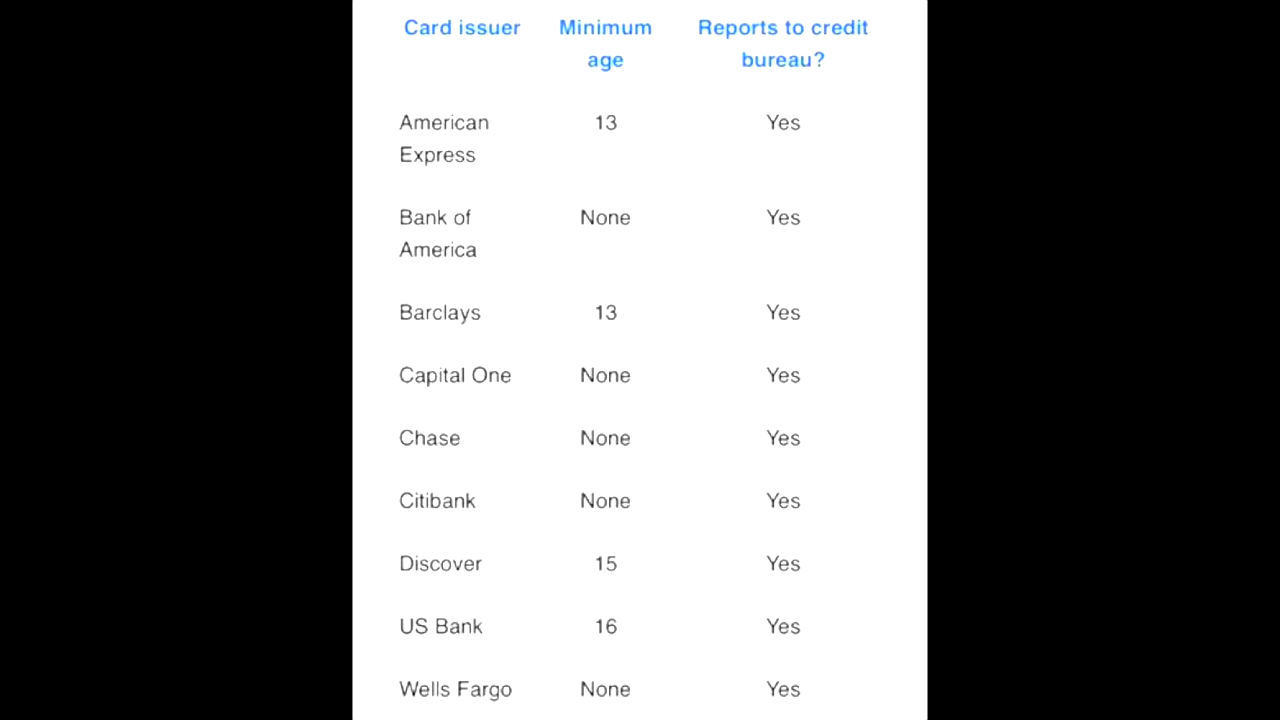 Card issuer Minimum age Reports to credit bureau?
American Express 13 Yes
Bank of America None Yes
Barclays 13 Yes
Capital One None Yes
Chase None Yes
Citibank None Yes
Discover 15 Yes
US Bank 16 Yes
Wells Fargo None Yes